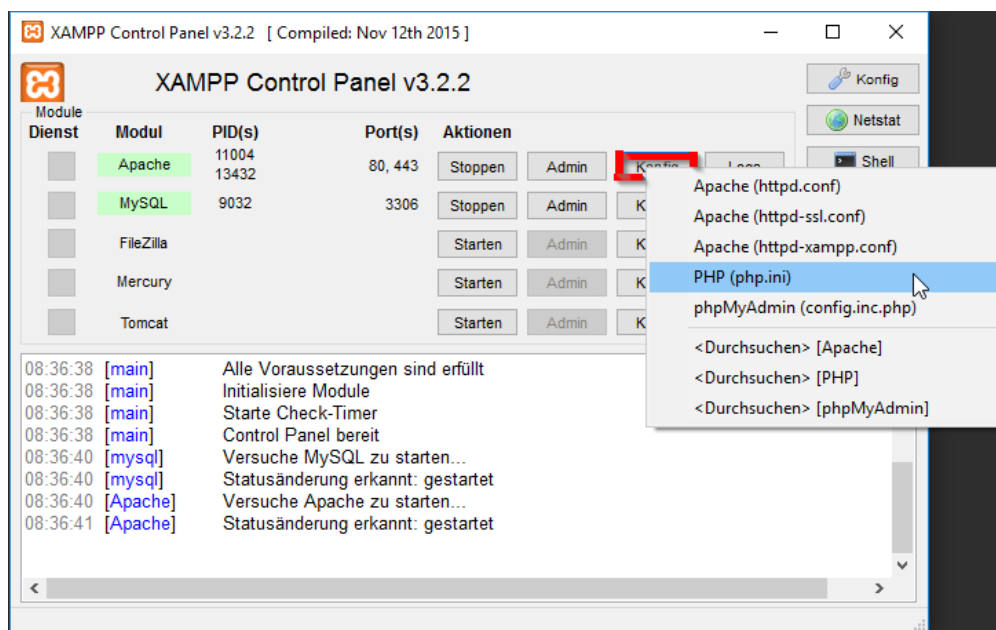 XAMPP Control Panel v3.2.2 [ Compiled: Nov 12th 2015 ]
XAMPP Control Panel v3.2.2
Konfig
Module
Netstat
Dienst Modul PID(s) Port(s) Aktionen
Shell
Apache 11004 13432 80, 443 Stoppen Admin Konfig Logs
MySQL 9032 3306 Stoppen Admin K
FileZilla Starten Admin K
Mercury Starten Admin K
Tomcat Starten Admin K
Apache (httpd.conf)
Apache (httpd-ssl.conf)
Apache (httpd-xampp.conf)
PHP (php.ini)
phpMyAdmin (config.inc.php)
<Durchsuchen> [Apache]
<Durchsuchen> [PHP]
<Durchsuchen> [phpMyAdmin]
08:36:38 [main] Alle Voraussetzungen sind erfüllt
08:36:38 [main] Initialisiere Module
08:36:38 [main] Starte Check-Timer
08:36:38 [main] Control Panel bereit
08:36:40 [mysql] Versuche MySQL zu starten...
08:36:40 [mysql] Statusänderung erkannt: gestartet
08:36:40 [Apache] Versuche Apache zu starten...
08:36:41 [Apache] Statusänderung erkannt: gestartet